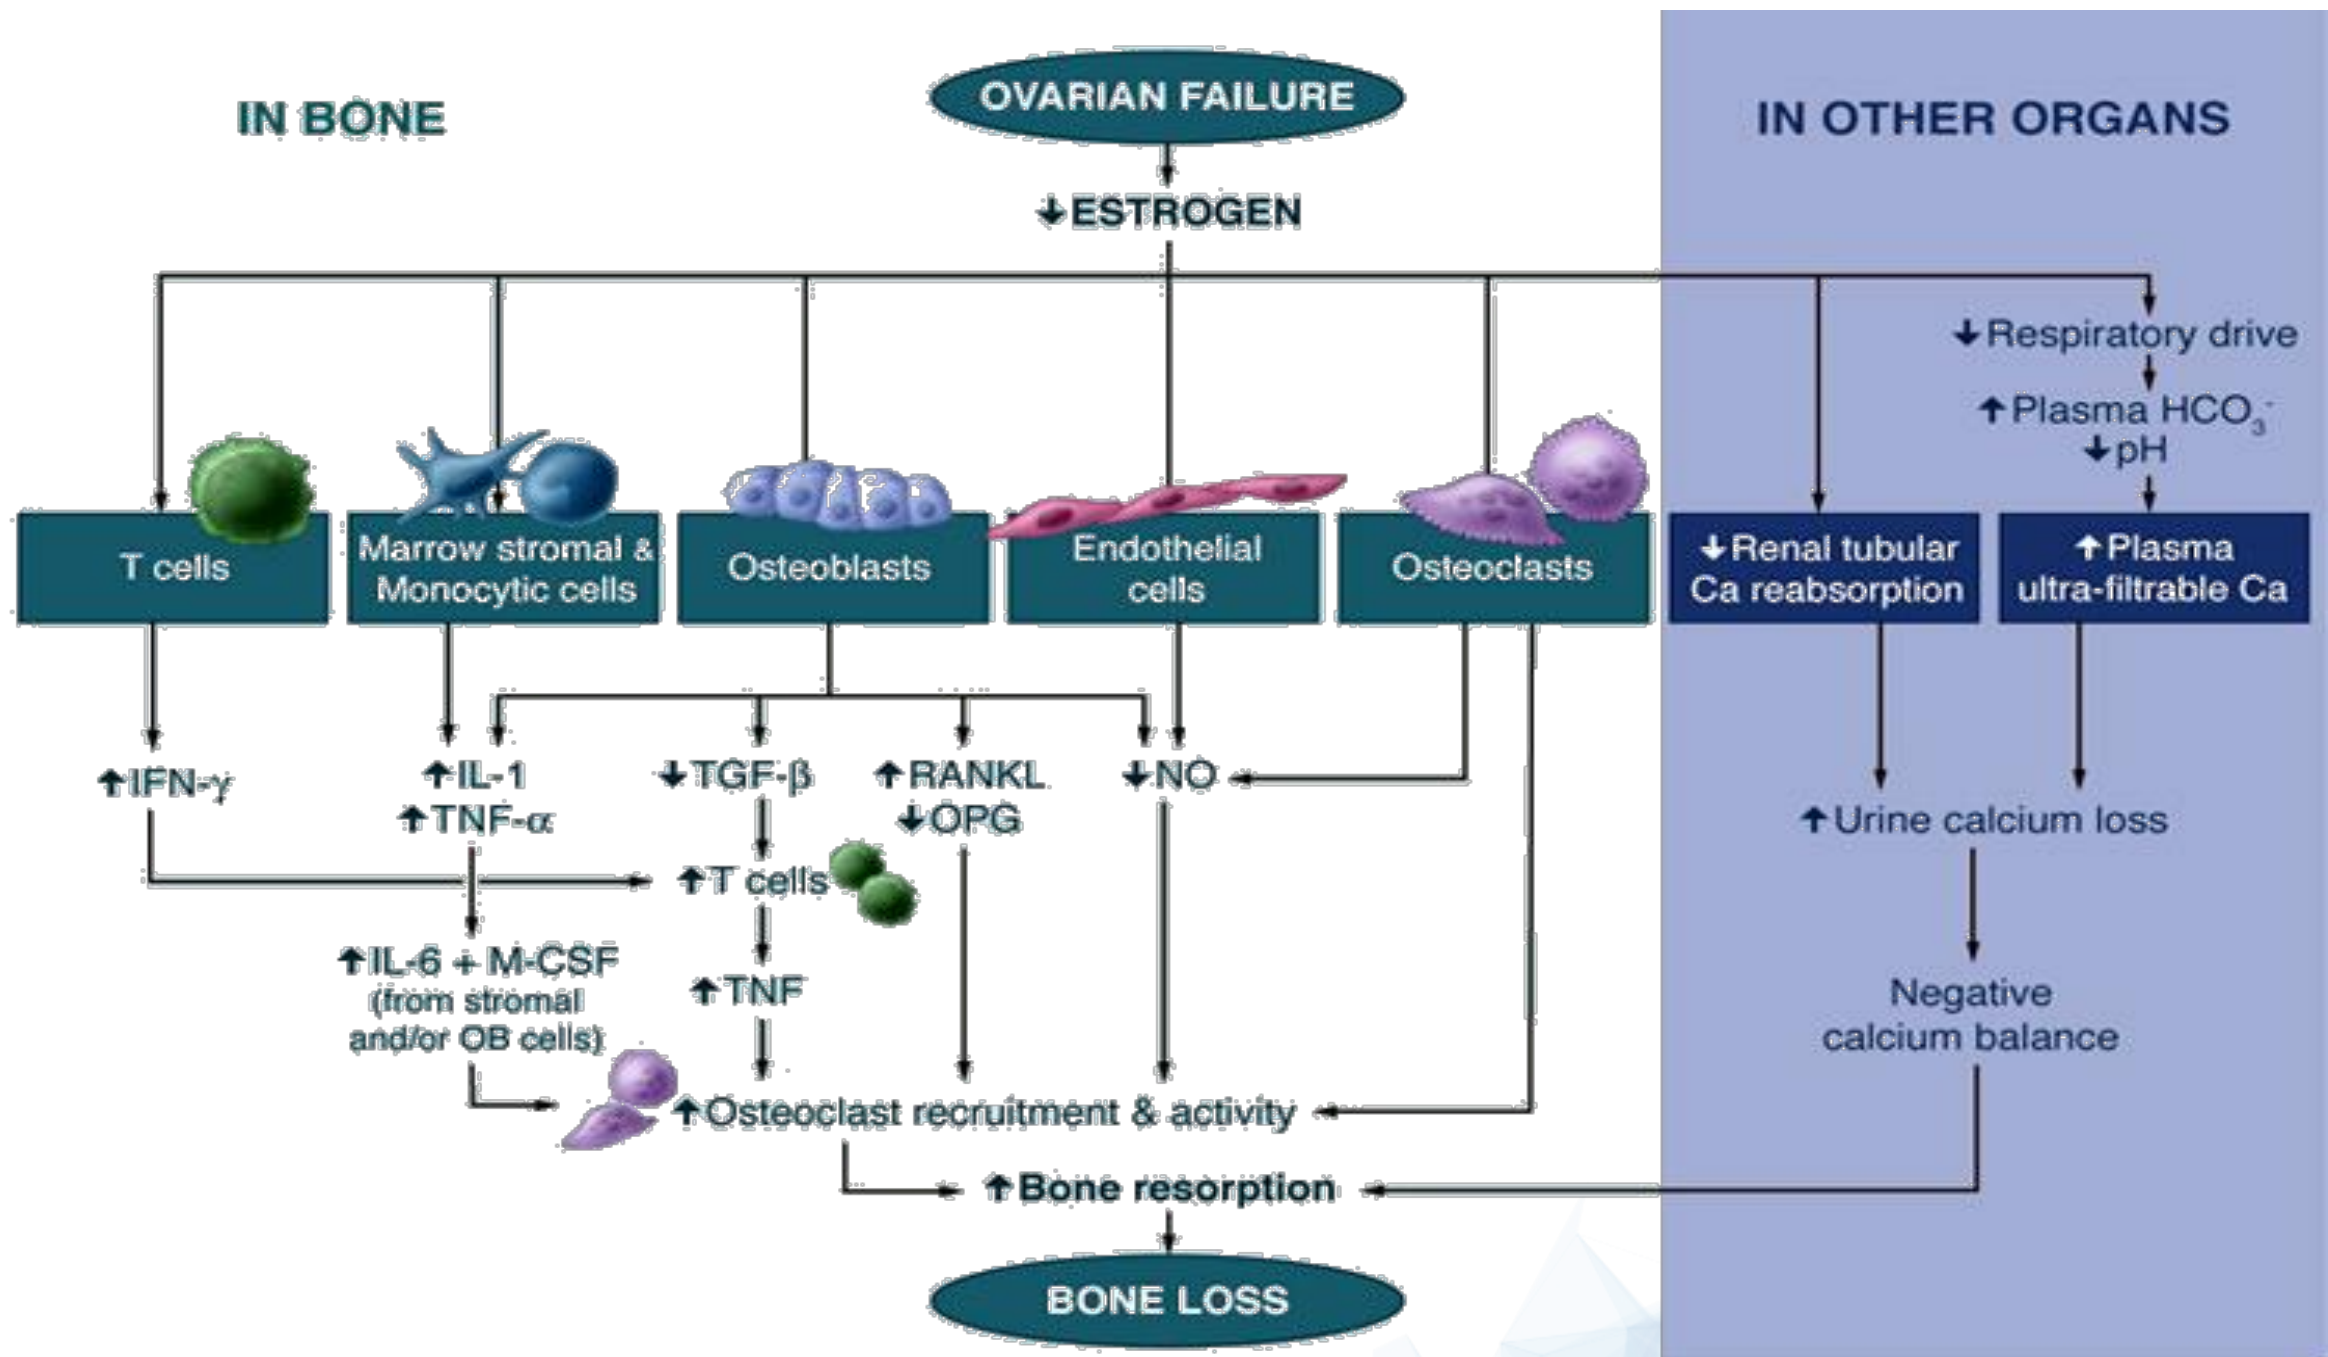 OVARIAN FAILURE
IN BONE
IN OTHER ORGANS
↓ESTROGEN
↓Respiratory drive
↑Plasma HCO₃⁻
↓pH
T cells
Marrow stromal &
Monocytic cells
Osteoblasts
Endothelial
cells
Osteoclasts
↓Renal tubular
Ca reabsorption
↑Plasma
ultra-filtrable Ca
↑IFN-γ
↑IL-1
↑TNF-α
↓TGF-β
↑RANKL
↓OPG
↓NO
↑Urine calcium loss
↑T cells
↑IL-6 + M-CSF
(from stromal
and/or OB cells)
↑TNF
Negative
calcium balance
↑Osteoclast recruitment & activity
↑Bone resorption
BONE LOSS